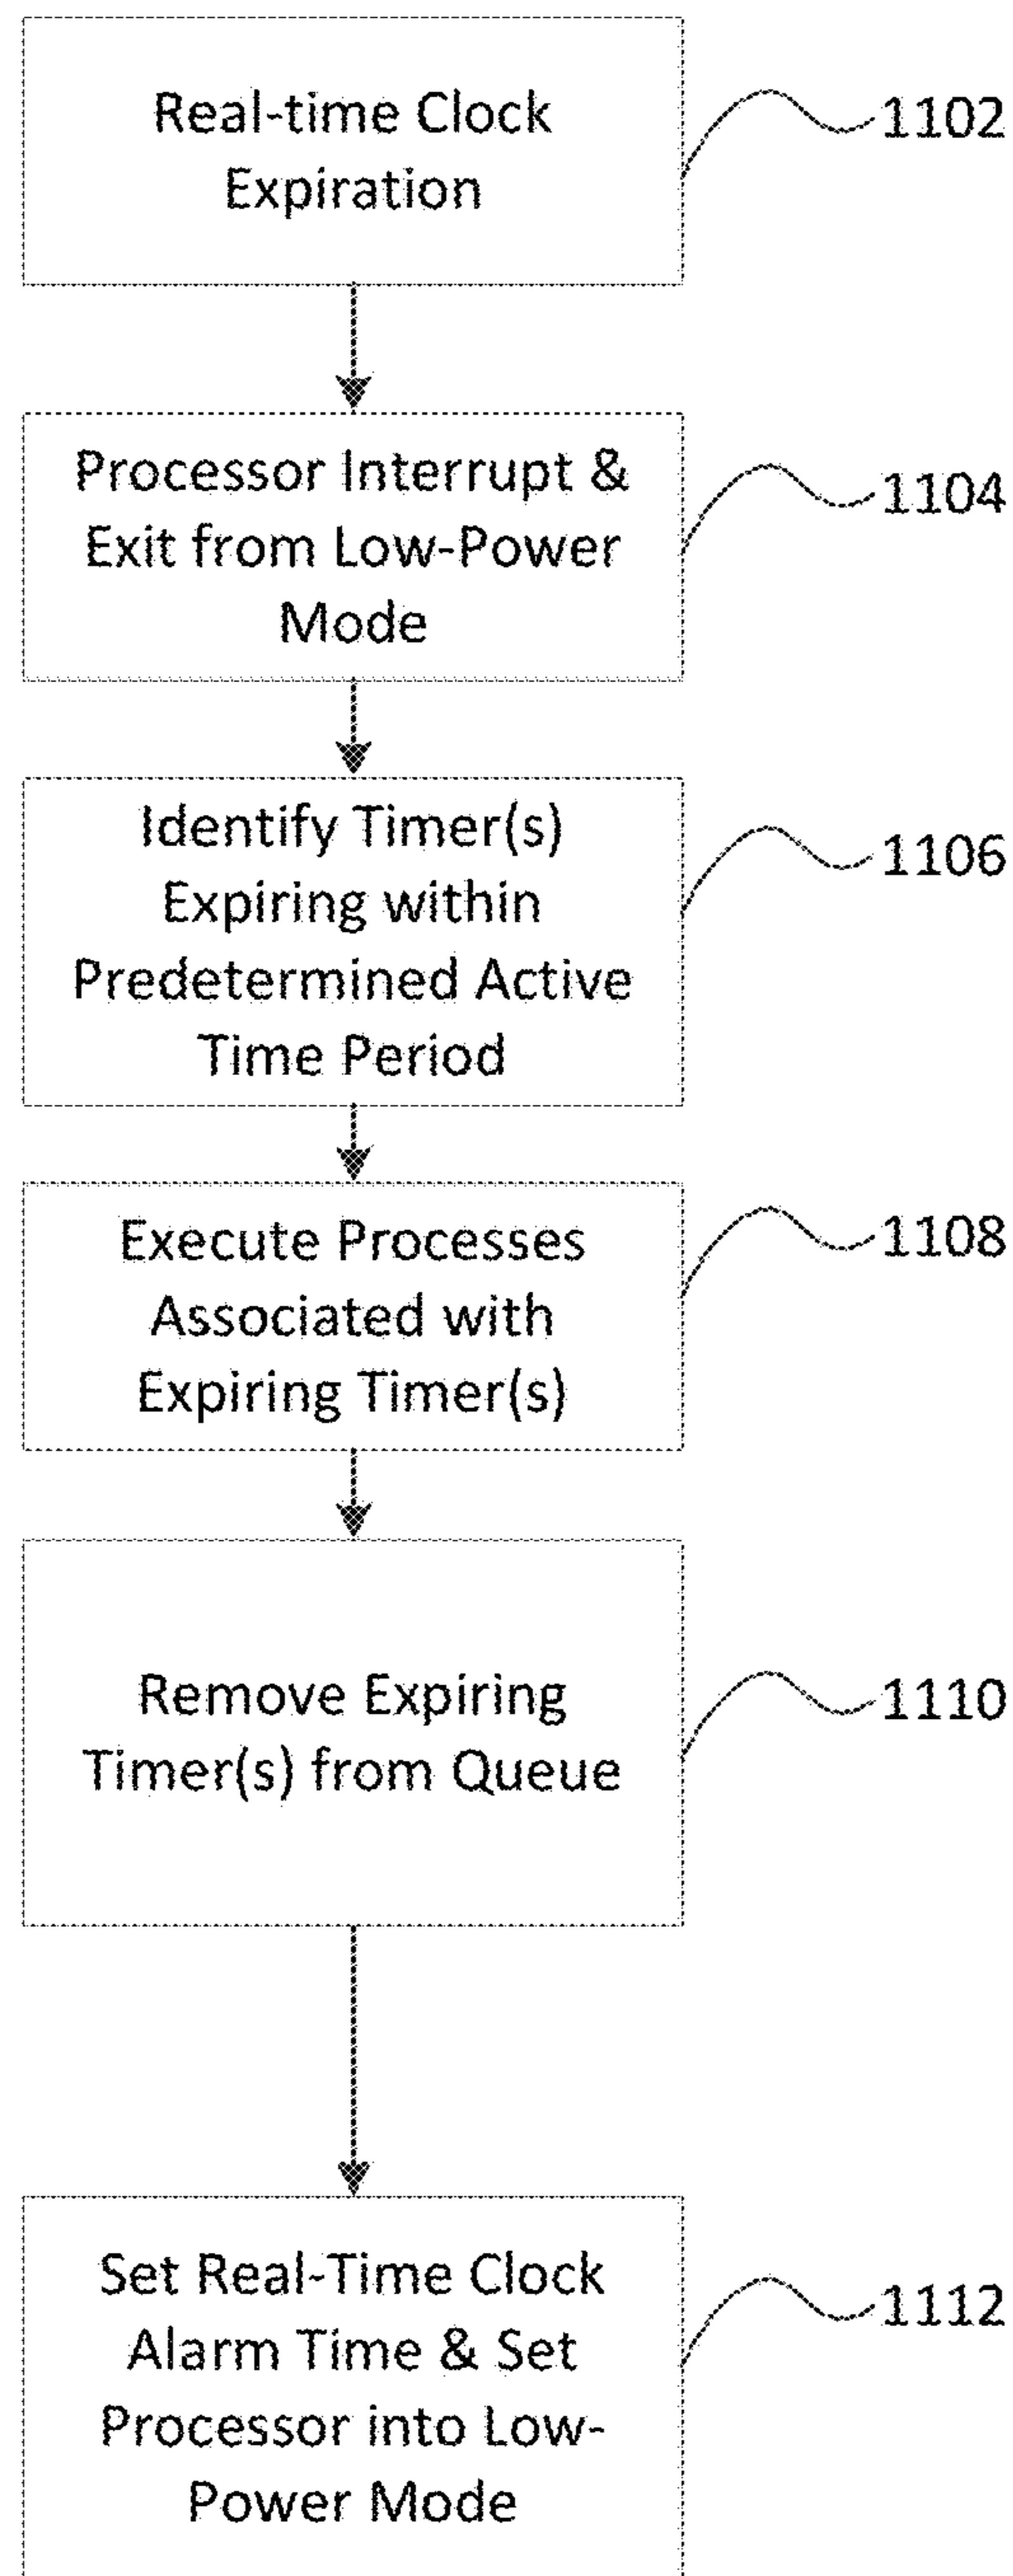 Real-time Clock
Expiration
1102
Processor Interrupt &
Exit from Low-Power
Mode
1104
Identify Timer(s)
Expiring within
Predetermined Active
Time Period
1106
Execute Processes
Associated with
Expiring Timer(s)
1108
Remove Expiring
Timer(s) from Queue
1110
Set Real-Time Clock
Alarm Time & Set
Processor into Low-
Power Mode
1112